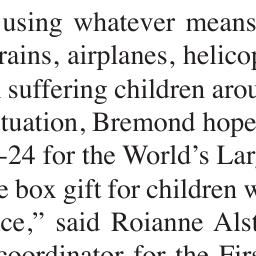 using whatever means
rains, airplanes, helicop
suffering children arou
tuation, Bremond hope
-24 for the World’s Lar
e box gift for children w
ce,” said Roianne Alst
coordinator for the Firs